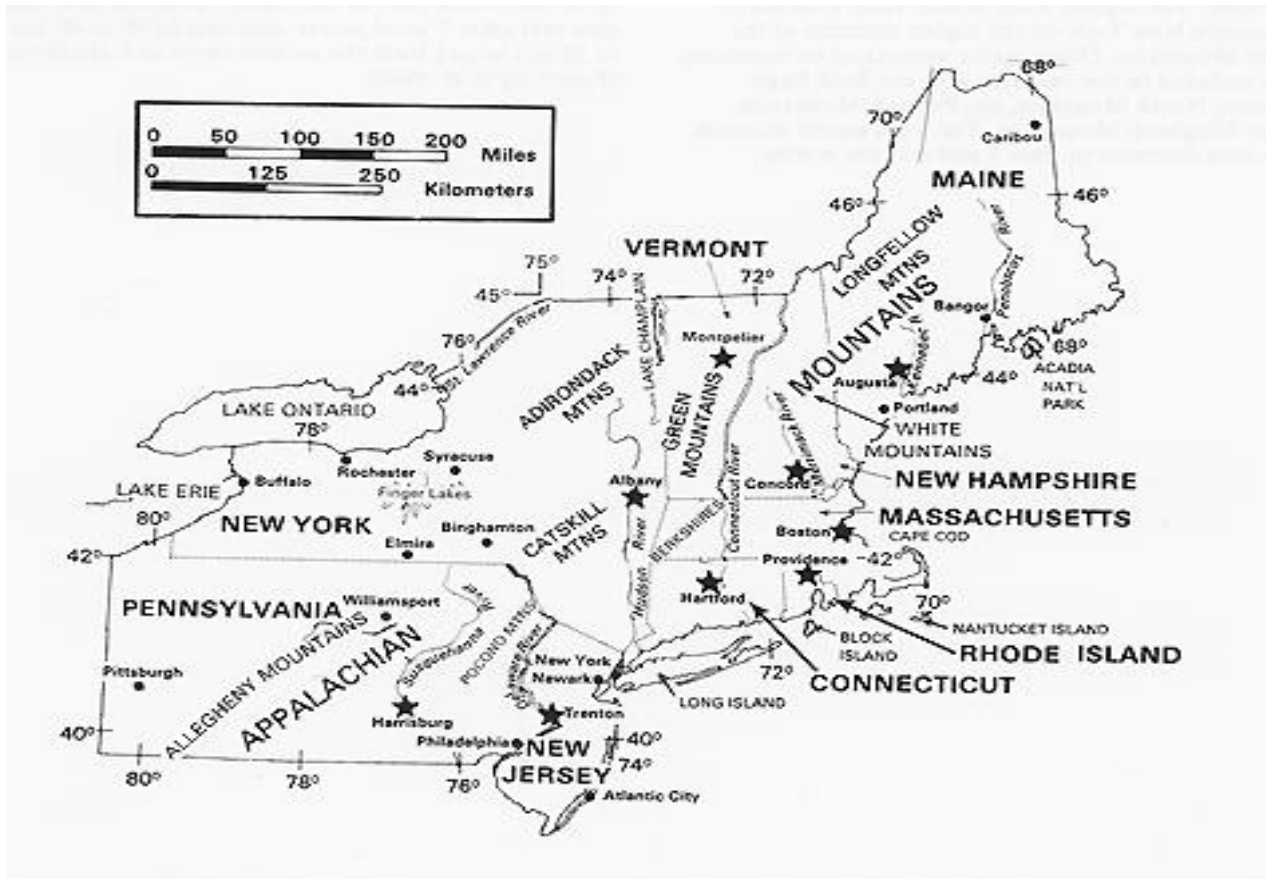 0 50 100 150 200
Miles
0 125 250
Kilometers
68°
70°
Caribou
MAINE
46°
46°
LONGFELLOW
MTNS
River
Penobscot
VERMONT
75°
74°
72°
45°
LAKE CHAMPLAIN
MOUNTAINS
Bangor
St. Lawrence River
76°
Montpelier
68°
ACADIA
NAT'L
PARK
44°
44°
ADIRONDACK
MTNS
Augusta
Portland
LAKE ONTARIO
78°
GREEN
MOUNTAINS
WHITE
MOUNTAINS
Merrimack River
Connecticut River
Rochester
Syracuse
Buffalo
Finger Lakes
Albany
Concord
NEW HAMPSHIRE
LAKE ERIE
80°
NEW YORK
Binghamton
Elmira
CATSKILL
MTNS
River
Hudson
BERKSHIRES
MASSACHUSETTS
Boston
CAPE COD
42°
Providence
42°
Hartford
70°
PENNSYLVANIA
Williamsport
River
Susquehanna
POCONO MTNS
Delaware River
NANTUCKET ISLAND
BLOCK
ISLAND
RHODE ISLAND
ALLEGHENY MOUNTAINS
APPALACHIAN
Pittsburgh
New York
Newark
72°
CONNECTICUT
LONG ISLAND
Harrisburg
Trenton
40°
Philadelphia
NEW
JERSEY
40°
74°
80°
78°
76°
Atlantic City